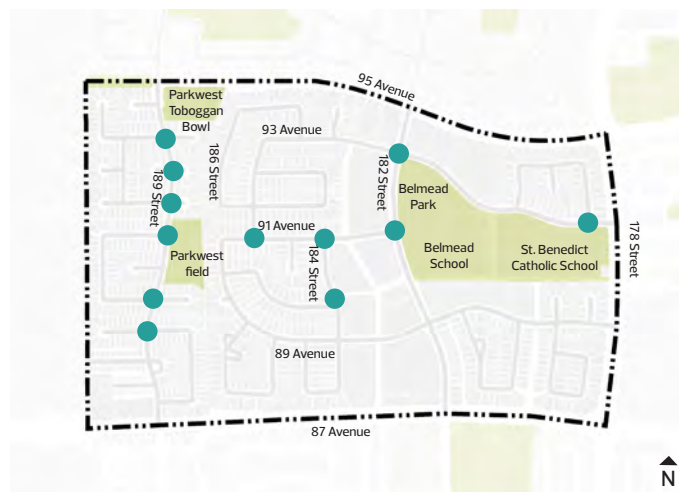 95 Avenue
Parkwest
Toboggan
Bowl
93 Avenue
186 Street
182 Street
189 Street
Belmead
Park
91 Avenue
178 Street
184 Street
Parkwest
field
Belmead
School
St. Benedict
Catholic School
89 Avenue
87 Avenue
N